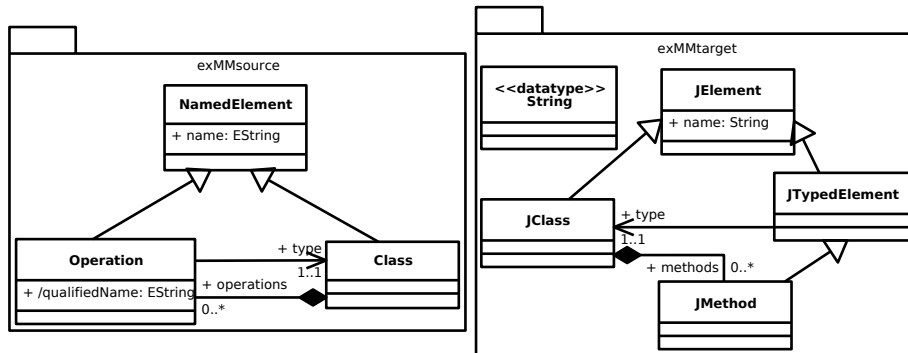 exMMsource
NamedElement
+ name: EString
Operation
+ /qualifiedName: EString
+ type
1..1
+ operations
0..*
Class
exMMtarget
<<datatype>>
String
JElement
+ name: String
JTypedElement
JClass
+ type
1..1
+ methods
0..*
JMethod